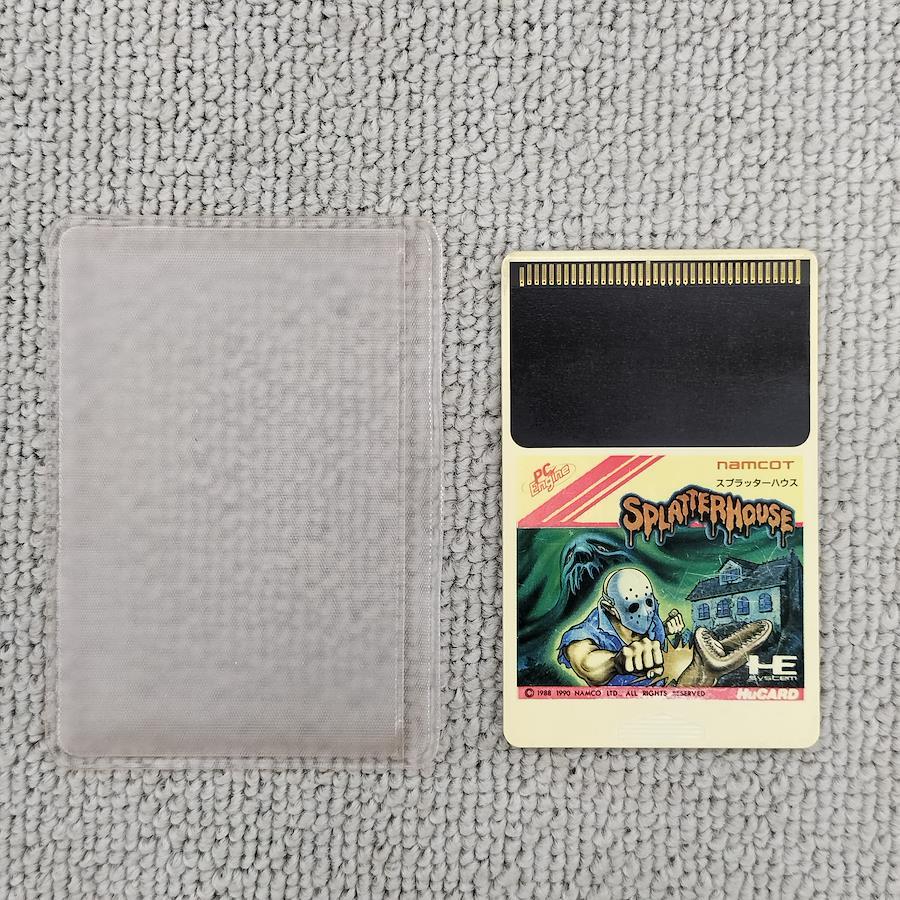 PC Engine
namcot
スプラッターハウス
SPLATTERHOUSE
HE
System
© 1988 1990 NAMCO LTD., ALL RIGHTS RESERVED
HuCARD